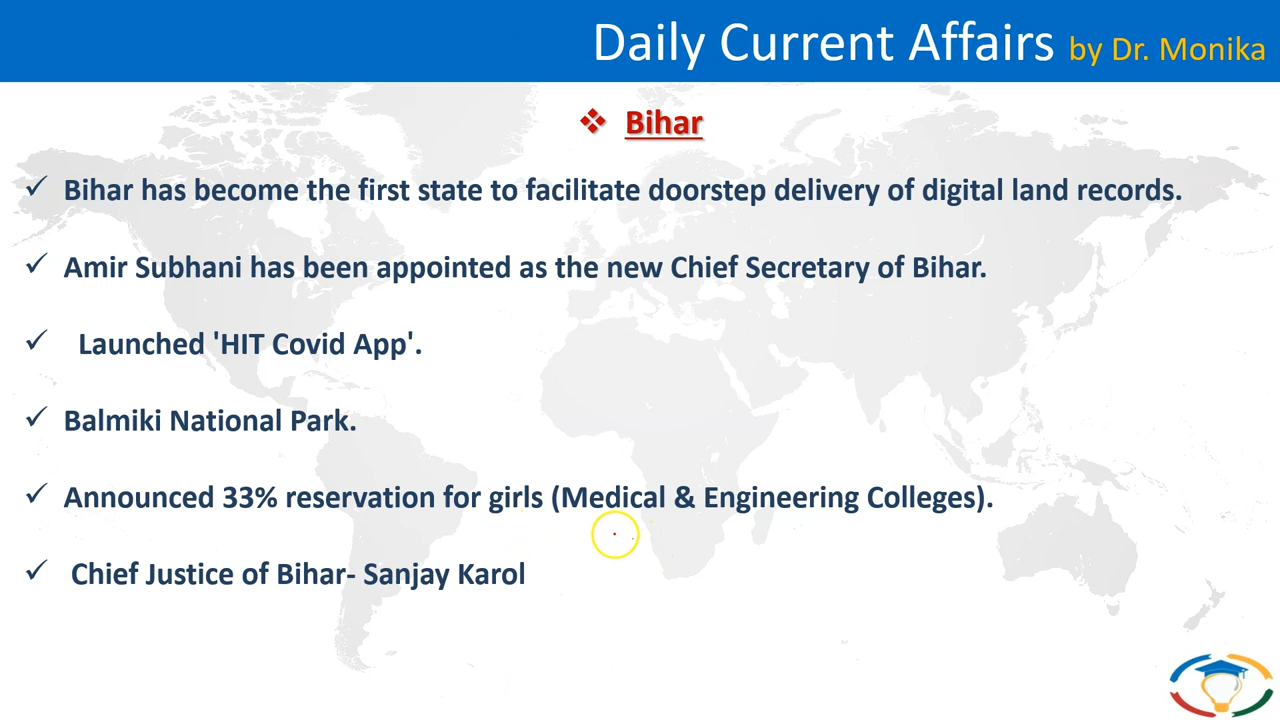 Daily Current Affairs by Dr. Monika
❖ Bihar
✓ Bihar has become the first state to facilitate doorstep delivery of digital land records.
✓ Amir Subhani has been appointed as the new Chief Secretary of Bihar.
✓ Launched 'HIT Covid App'.
✓ Balmiki National Park.
✓ Announced 33% reservation for girls (Medical & Engineering Colleges).
✓ Chief Justice of Bihar- Sanjay Karol